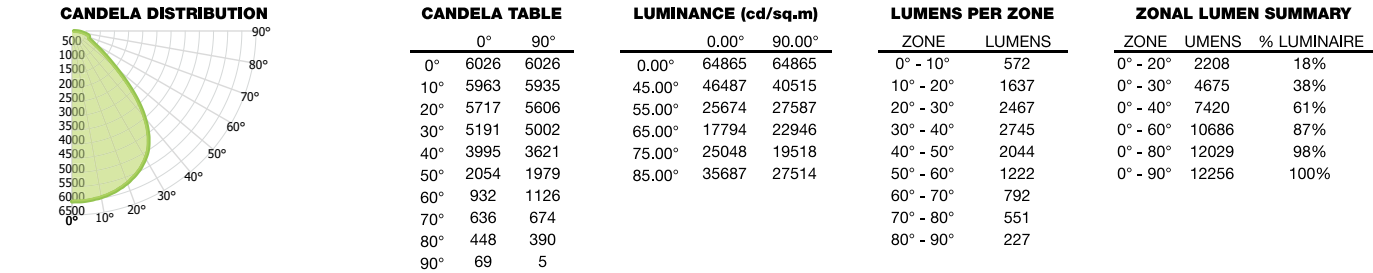 CANDELA DISTRIBUTION
90°
80°
70°
60°
50°
40°
30°
20°
10°
0°
500
1000
1500
2000
2500
3000
3500
4000
4500
5000
5500
6000
6500
CANDELA TABLE
0° 90°
0° 6026 6026
10° 5963 5935
20° 5717 5606
30° 5191 5002
40° 3995 3621
50° 2054 1979
60° 932 1126
70° 636 674
80° 448 390
90° 69 5
LUMINANCE (cd/sq.m)
0.00° 90.00°
0.00° 64865 64865
45.00° 46487 40515
55.00° 25674 27587
65.00° 17794 22946
75.00° 25048 19518
85.00° 35687 27514
LUMENS PER ZONE
ZONE LUMENS
0° - 10° 572
10° - 20° 1637
20° - 30° 2467
30° - 40° 2745
40° - 50° 2044
50° - 60° 1222
60° - 70° 792
70° - 80° 551
80° - 90° 227
ZONAL LUMEN SUMMARY
ZONE UMENS % LUMINAIRE
0° - 20° 2208 18%
0° - 30° 4675 38%
0° - 40° 7420 61%
0° - 60° 10686 87%
0° - 80° 12029 98%
0° - 90° 12256 100%